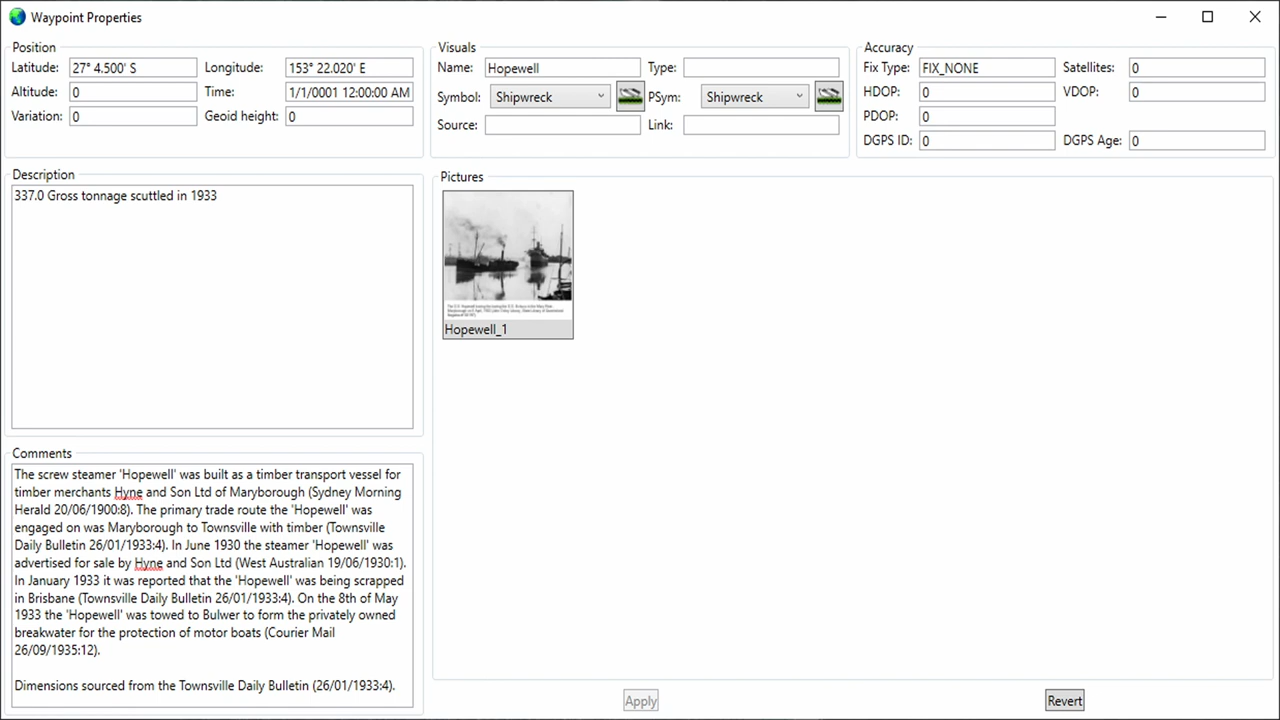 Waypoint Properties
Position
Latitude: 27° 4.500' S Longitude: 153° 22.020' E
Altitude: 0 Time: 1/1/0001 12:00:00 AM
Variation: 0 Geoid height: 0
Visuals
Name: Hopewell Type:
Symbol: Shipwreck PSym: Shipwreck
Source: Link:
Accuracy
Fix Type: FIX_NONE Satellites: 0
HDOP: 0 VDOP: 0
PDOP: 0
DGPS ID: 0 DGPS Age: 0
Description
337.0 Gross tonnage scuttled in 1933
Pictures
Hopewell_1
Comments
The screw steamer 'Hopewell' was built as a timber transport vessel for
timber merchants Hyne and Son Ltd of Maryborough (Sydney Morning
Herald 20/06/1900:8). The primary trade route the 'Hopewell' was
engaged on was Maryborough to Townsville with timber (Townsville
Daily Bulletin 26/01/1933:4). In June 1930 the steamer 'Hopewell' was
advertised for sale by Hyne and Son Ltd (West Australian 19/06/1930:1).
In January 1933 it was reported that the 'Hopewell' was being scrapped
in Brisbane (Townsville Daily Bulletin 26/01/1933:4). On the 8th of May
1933 the 'Hopewell' was towed to Bulwer to form the privately owned
breakwater for the protection of motor boats (Courier Mail
26/09/1935:12).
Dimensions sourced from the Townsville Daily Bulletin (26/01/1933:4).
Apply
Revert